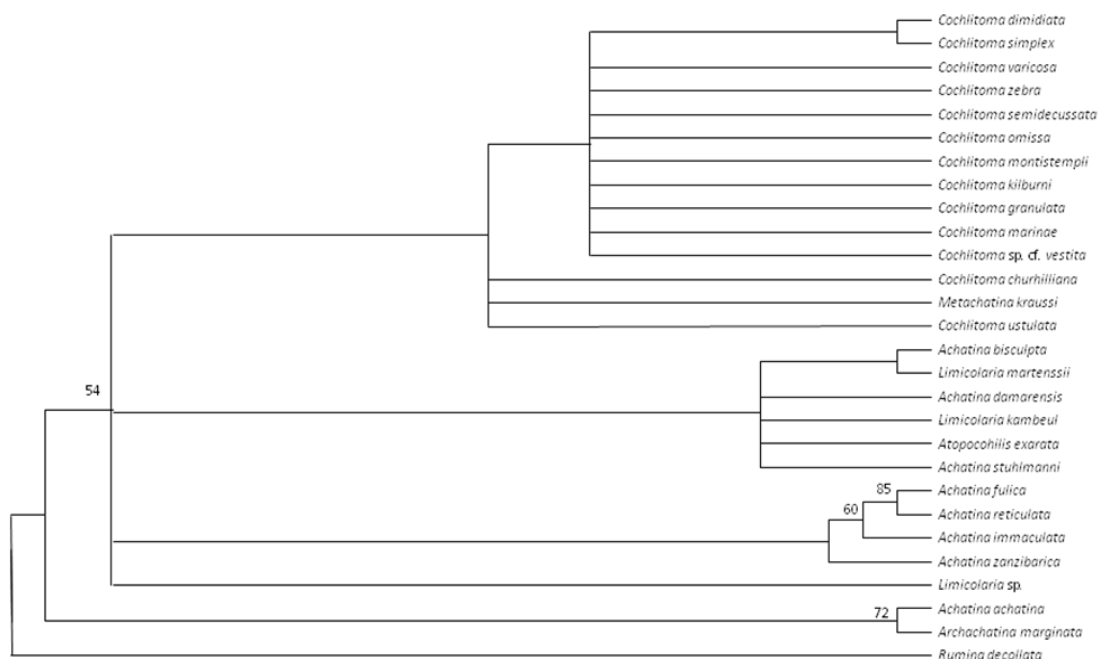 Cochlitoma dimidiata
Cochlitoma simplex
Cochlitoma varicosa
Cochlitoma zebra
Cochlitoma semidecussata
Cochlitoma omissa
Cochlitoma montistempli
Cochlitoma kilburni
Cochlitoma granulata
Cochlitoma marinae
Cochlitoma sp. cf. vestita
Cochlitoma churhilliana
Metachatina kraussi
Cochlitoma ustulata
Achatina bisculpta
Limicolaria martenssii
54
Achatina damarensis
Limicolaria kambeul
Atopocohilis exarata
Achatina stuhlmanni
85
Achatina fulica
60
Achatina reticulata
Achatina immaculata
Achatina zanzibarica
Limicolaria sp.
72
Achatina achatina
Archachatina marginata
Rumina decollata